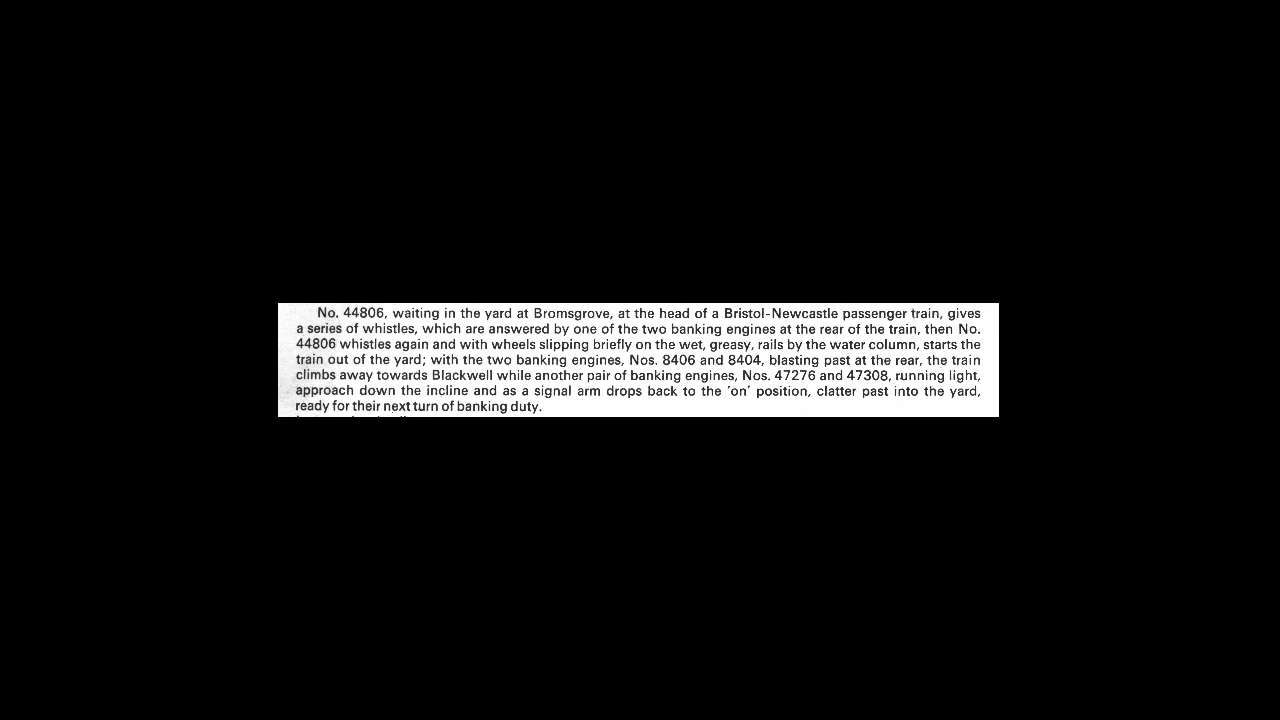 No. 44806, waiting in the yard at Bromsgrove, at the head of a Bristol-Newcastle passenger train, gives
a series of whistles, which are answered by one of the two banking engines at the rear of the train, then No.
44806 whistles again and with wheels slipping briefly on the wet, greasy, rails by the water column, starts the
train out of the yard; with the two banking engines, Nos. 8406 and 8404, blasting past at the rear, the train
climbs away towards Blackwell while another pair of banking engines, Nos. 47276 and 47308, running light,
approach down the incline and as a signal arm drops back to the 'on' position, clatter past into the yard,
ready for their next turn of banking duty.